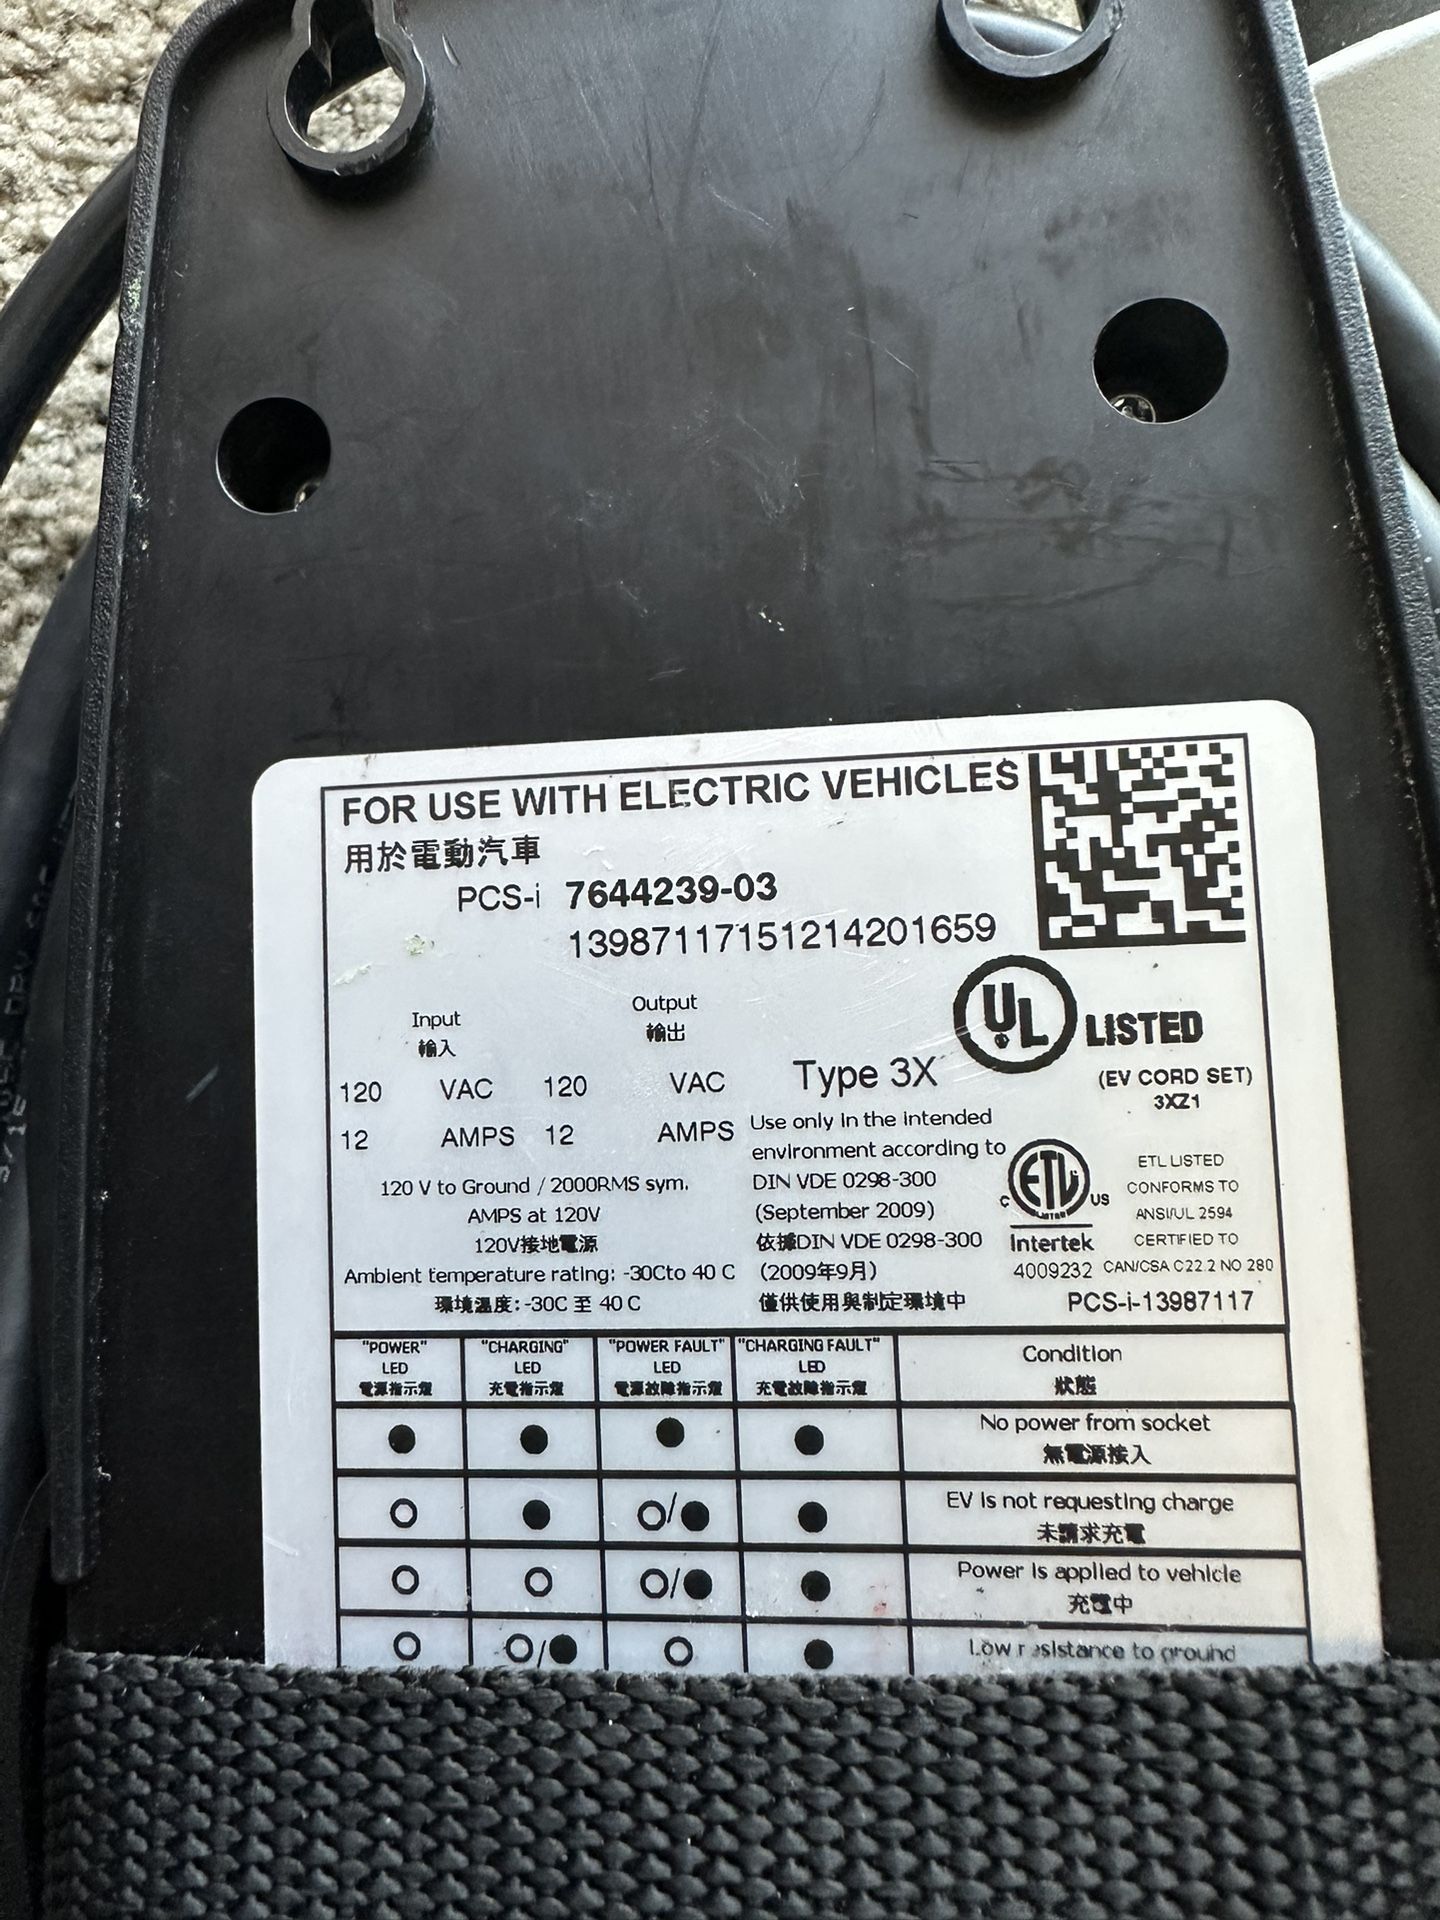 FOR USE WITH ELECTRIC VEHICLES
用於電動汽車
PCS-i 7644239-03
13987117151214201659
Input
輸入
Output
輸出
120 VAC 120 VAC
12 AMPS 12 AMPS
120 V to Ground / 2000RMS sym.
AMPS at 120V
120V接地電源
Ambient temperature rating: -30Cto 40 C
環境溫度: -30C 至 40 C
Type 3X
Use only in the intended
environment according to
DIN VDE 0298-300
(September 2009)
依據DIN VDE 0298-300
(2009年9月)
僅供使用與制定環境中
UL LISTED
(EV CORD SET)
3XZ1
C ETL US
LISTED
Intertek
4009232
ETL LISTED
CONFORMS TO
ANSI/UL 2594
CERTIFIED TO
CAN/CSA C22.2 NO 280
PCS-i-13987117
"POWER"
LED
電源指示燈
"CHARGING"
LED
充電指示燈
"POWER FAULT"
LED
電源故障指示燈
"CHARGING FAULT"
LED
充電故障指示燈
Condition
狀態
● ● ● ● No power from socket
無電源接入
○ ● ○/● ● EV is not requesting charge
未請求充電
○ ○ ○/● ● Power is applied to vehicle
充電中
○ ○/● ○ ● Low resistance to ground